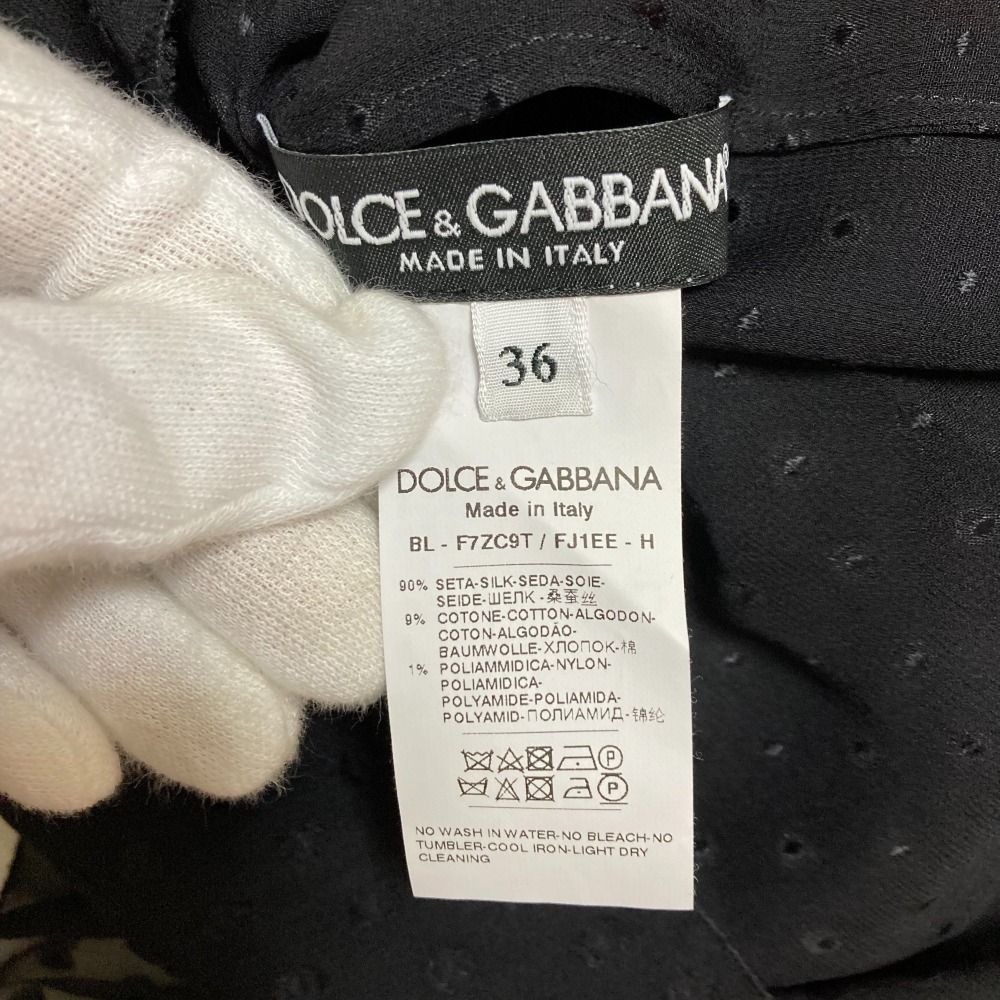 DOLCE & GABBANA®
MADE IN ITALY
36
DOLCE & GABBANA
Made in Italy
BL - F7ZC9T / FJ1EE - H
90% SETA-SILK-SEDA-SOIE-
SEIDE-ШЕЛК-桑蚕丝
9% COTONE-COTTON-ALGODON-
COTON-ALGODÃO-
BAUMWOLLE-ХЛОПОК-棉
1% POLIAMMIDICA-NYLON-
POLIAMIDICA-
POLYAMIDE-POLIAMIDA-
POLYAMID-ПОЛИАМИД-锦纶
P
P
NO WASH IN WATER-NO BLEACH-NO
TUMBLER-COOL IRON-LIGHT DRY
CLEANING